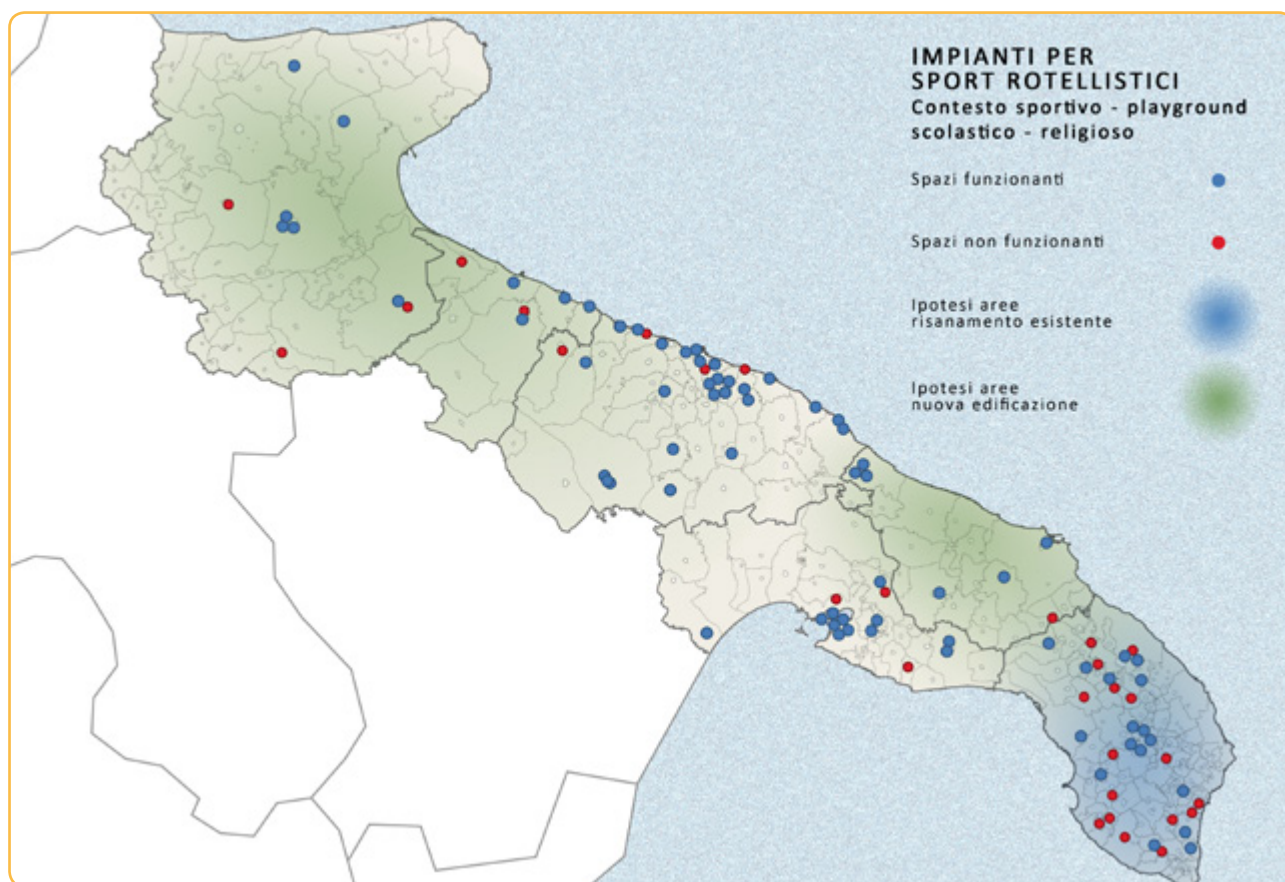 IMPIANTI PER
SPORT ROTELLISTICI
Contesto sportivo - playground
scolastico - religioso
Spazi funzionanti
Spazi non funzionanti
Ipotesi aree
risanamento esistente
Ipotesi aree
nuova edificazione